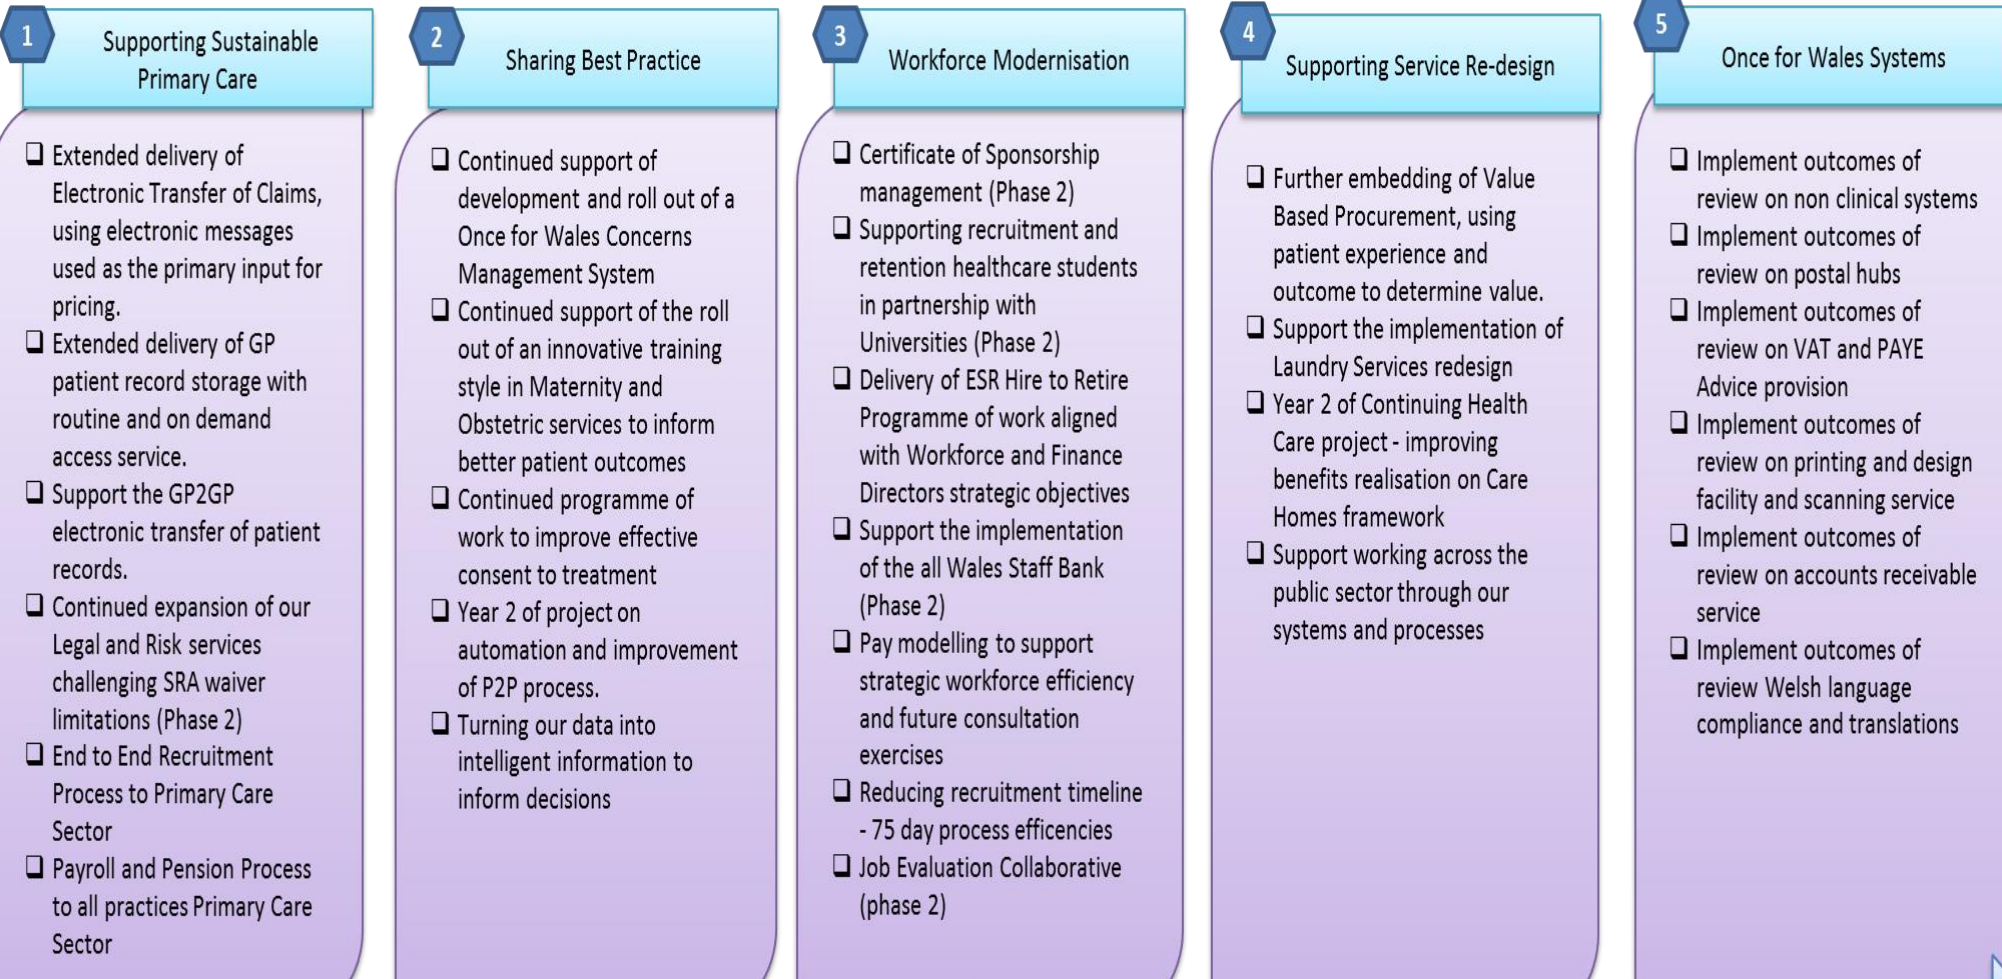 1
Supporting Sustainable
Primary Care
❑ Extended delivery of
Electronic Transfer of Claims,
using electronic messages
used as the primary input for
pricing.
❑ Extended delivery of GP
patient record storage with
routine and on demand
access service.
❑ Support the GP2GP
electronic transfer of patient
records.
❑ Continued expansion of our
Legal and Risk services
challenging SRA waiver
limitations (Phase 2)
❑ End to End Recruitment
Process to Primary Care
Sector
❑ Payroll and Pension Process
to all practices Primary Care
Sector
2
Sharing Best Practice
❑ Continued support of
development and roll out of a
Once for Wales Concerns
Management System
❑ Continued support of the roll
out of an innovative training
style in Maternity and
Obstetric services to inform
better patient outcomes
❑ Continued programme of
work to improve effective
consent to treatment
❑ Year 2 of project on
automation and improvement
of P2P process.
❑ Turning our data into
intelligent information to
inform decisions
3
Workforce Modernisation
❑ Certificate of Sponsorship
management (Phase 2)
❑ Supporting recruitment and
retention healthcare students
in partnership with
Universities (Phase 2)
❑ Delivery of ESR Hire to Retire
Programme of work aligned
with Workforce and Finance
Directors strategic objectives
❑ Support the implementation
of the all Wales Staff Bank
(Phase 2)
❑ Pay modelling to support
strategic workforce efficiency
and future consultation
exercises
❑ Reducing recruitment timeline
- 75 day process efficencies
❑ Job Evaluation Collaborative
(phase 2)
4
Supporting Service Re-design
❑ Further embedding of Value
Based Procurement, using
patient experience and
outcome to determine value.
❑ Support the implementation of
Laundry Services redesign
❑ Year 2 of Continuing Health
Care project - improving
benefits realisation on Care
Homes framework
❑ Support working across the
public sector through our
systems and processes
5
Once for Wales Systems
❑ Implement outcomes of
review on non clinical systems
❑ Implement outcomes of
review on postal hubs
❑ Implement outcomes of
review on VAT and PAYE
Advice provision
❑ Implement outcomes of
review on printing and design
facility and scanning service
❑ Implement outcomes of
review on accounts receivable
service
❑ Implement outcomes of
review Welsh language
compliance and translations